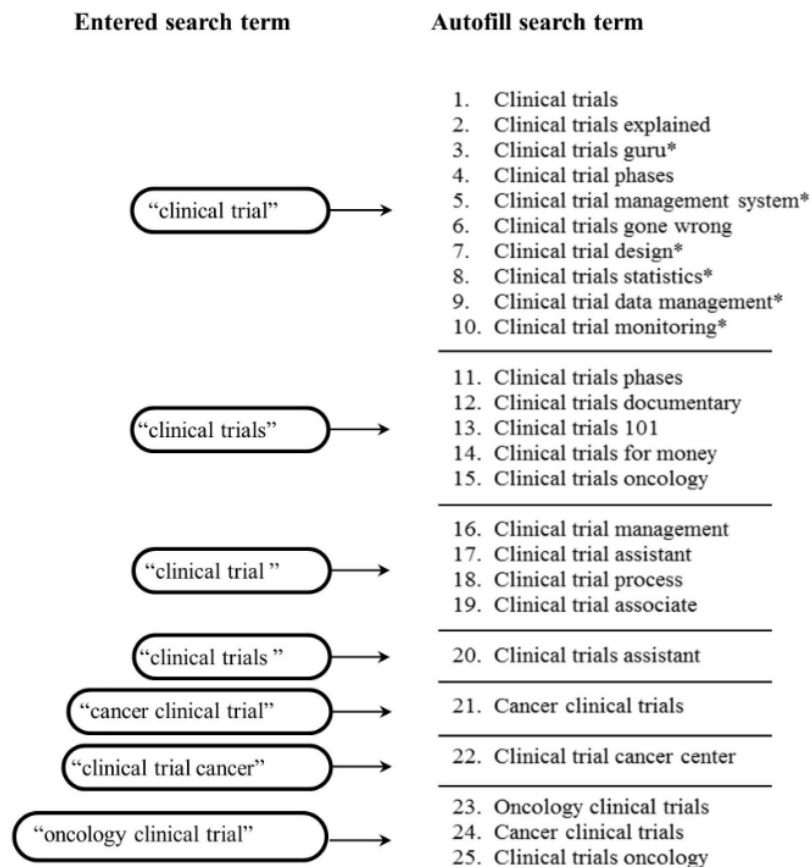 Entered search term
Autofill search term
“clinical trial”
1. Clinical trials
2. Clinical trials explained
3. Clinical trials guru*
4. Clinical trial phases
5. Clinical trial management system*
6. Clinical trials gone wrong
7. Clinical trial design*
8. Clinical trials statistics*
9. Clinical trial data management*
10. Clinical trial monitoring*
“clinical trials”
11. Clinical trials phases
12. Clinical trials documentary
13. Clinical trials 101
14. Clinical trials for money
15. Clinical trials oncology
“clinical trial ”
16. Clinical trial management
17. Clinical trial assistant
18. Clinical trial process
19. Clinical trial associate
“clinical trials ”
20. Clinical trials assistant
“cancer clinical trial”
21. Cancer clinical trials
“clinical trial cancer”
22. Clinical trial cancer center
“oncology clinical trial”
23. Oncology clinical trials
24. Cancer clinical trials
25. Clinical trials oncology